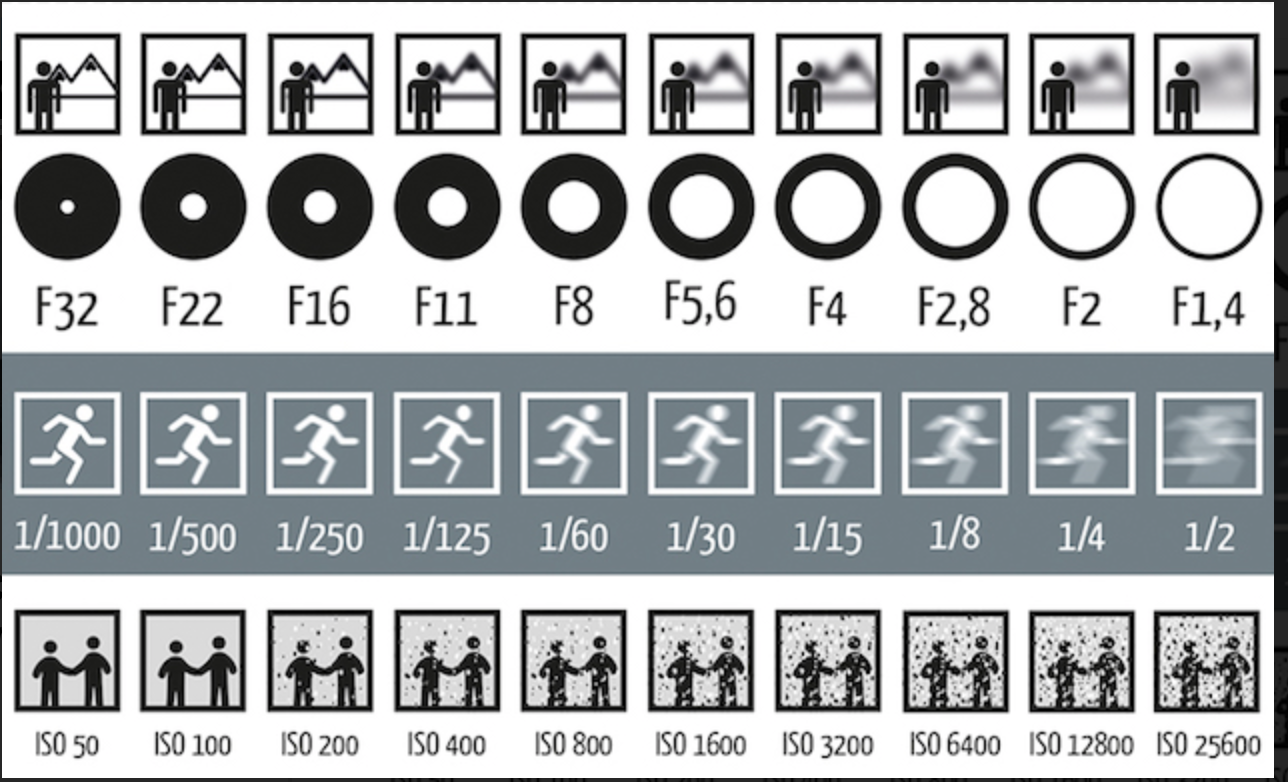 F32 F22 F16 F11 F8 F5,6 F4 F2,8 F2 F1,4
1/1000 1/500 1/250 1/125 1/60 1/30 1/15 1/8 1/4 1/2
ISO 50 ISO 100 ISO 200 ISO 400 ISO 800 ISO 1600 ISO 3200 ISO 6400 ISO 12800 ISO 25600